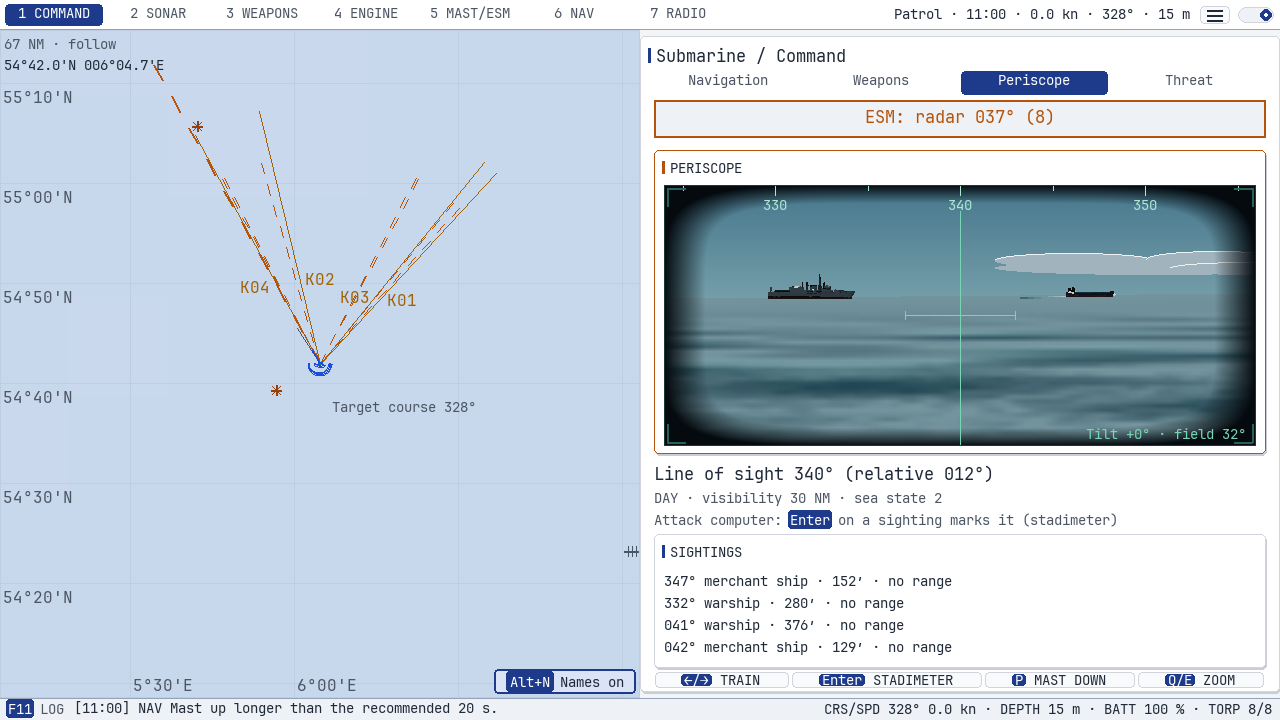 1 COMMAND 2 SONAR 3 WEAPONS 4 ENGINE 5 MAST/ESM 6 NAV 7 RADIO Patrol · 11:00 · 0.0 kn · 328° · 15 m
67 NM · follow
54°42.0'N 006°04.7'E
55°10'N
55°00'N
54°50'N
54°40'N
54°30'N
54°20'N
K04
K02
K03
K01
Target course 328°
5°30'E
6°00'E
Alt+N Names on
Submarine / Command
Navigation Weapons Periscope Threat
ESM: radar 037° (8)
PERISCOPE
330 340 350
Tilt +0° · field 32°
Line of sight 340° (relative 012°)
DAY · visibility 30 NM · sea state 2
Attack computer: Enter on a sighting marks it (stadimeter)
SIGHTINGS
347° merchant ship · 152′ · no range
332° warship · 280′ · no range
041° warship · 376′ · no range
042° merchant ship · 129′ · no range
←/→ TRAIN Enter STADIMETER P MAST DOWN Q/E ZOOM
F11 LOG [11:00] NAV Mast up longer than the recommended 20 s. CRS/SPD 328° 0.0 kn · DEPTH 15 m · BATT 100 % · TORP 8/8